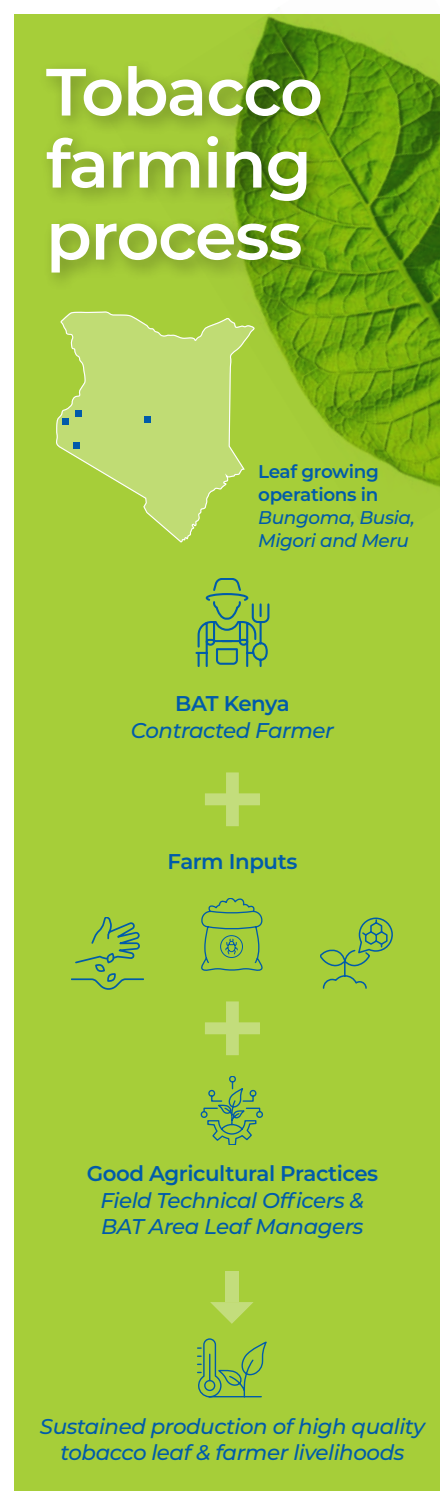 Tobacco
farming
process
Leaf growing
operations in
Bungoma, Busia,
Migori and Meru
BAT Kenya
Contracted Farmer
Farm Inputs
Good Agricultural Practices
Field Technical Officers &
BAT Area Leaf Managers
Sustained production of high quality
tobacco leaf & farmer livelihoods